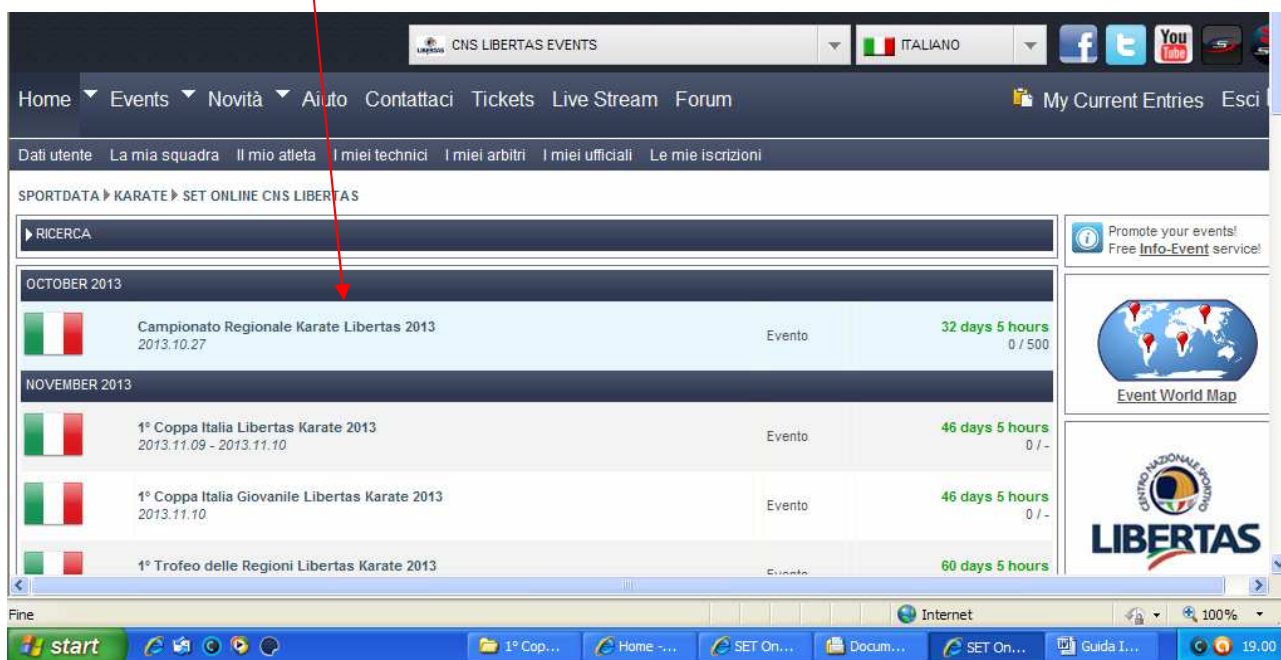 CNS LIBERTAS EVENTS ITALIANO You Tube
Home Events Novità Aiuto Contattaci Tickets Live Stream Forum My Current Entries Esci
Dati utente La mia squadra Il mio atleta I miei technici I miei arbitri I miei ufficiali Le mie iscrizioni
SPORTDATA KARATE SET ONLINE CNS LIBERTAS
RICERCA
Promote your events!
Free Info-Event service!
OCTOBER 2013
Campionato Regionale Karate Libertas 2013 Evento 32 days 5 hours
2013.10.27 0 / 500
Event World Map
NOVEMBER 2013
1º Coppa Italia Libertas Karate 2013 Evento 46 days 5 hours
2013.11.09 - 2013.11.10 0 / -
1º Coppa Italia Giovanile Libertas Karate 2013 Evento 46 days 5 hours
2013.11.10 0 / -
CENTRO NAZIONALE SPORTIVO
LIBERTAS
1º Trofeo delle Regioni Libertas Karate 2013 Evento 60 days 5 hours
Fine Internet 100%
start 1º Cop... Home -... SET On... Docum... SET On... Guida I... 19.00